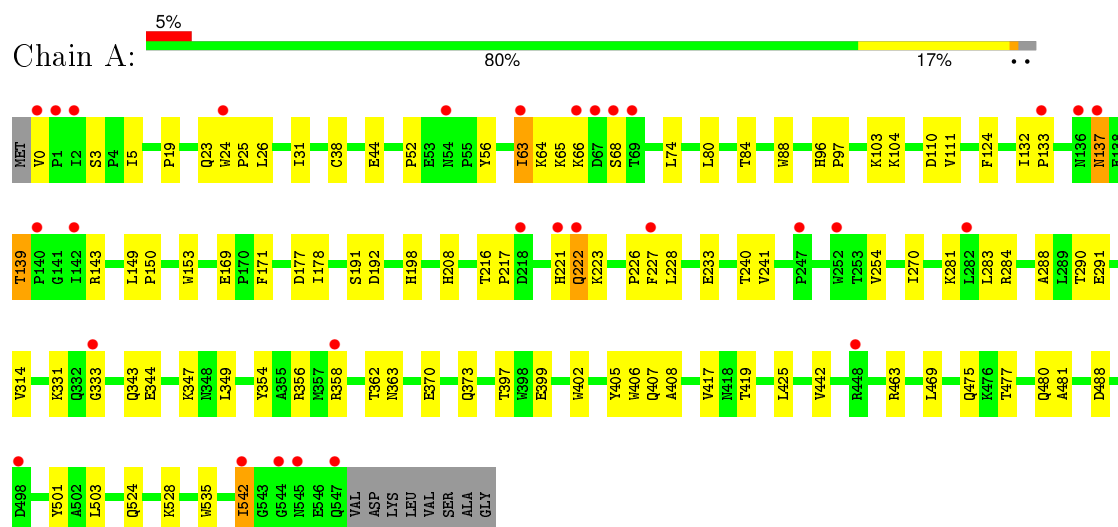 5%
Chain A:
80% 17% • •
MET V0 P1 I2 S3 P4 I5 P19 Q23 W24 P25 L26 I31 C38 E44 P52 E53 N54 P55 Y56 I63 K64 K65 K66 D67 S68 T69 L74 L80 T84 W88 H96 P97 K103 K104 D110 V111 F124 I132 P133 N136 N137 E138
T139 P140 G141 I142 R143 L149 P150 W153 E169 P170 F171 D177 I178 S191 D192 H198 H208 T216 P217 D218 H221 Q222 K223 P226 F227 L228 E233 T240 V241 P247 W252 T253 V254 I270 K281 L282 L283 R284 A288 L289 T290 E291
V314 K331 Q332 G333 Q343 E344 K347 N348 L349 Y354 A355 R356 M357 R358 T362 N363 E370 Q373 T397 W398 E399 W402 Y405 W406 Q407 A408 V417 N418 T419 L425 V442 R448 R463 L469 Q475 K476 T477 Q480 A481 D488
D498 Y501 A502 L503 Q524 K528 W535 I542 G543 G544 N545 E546 Q547 VAL ASP LYS LEU VAL SER ALA GLY